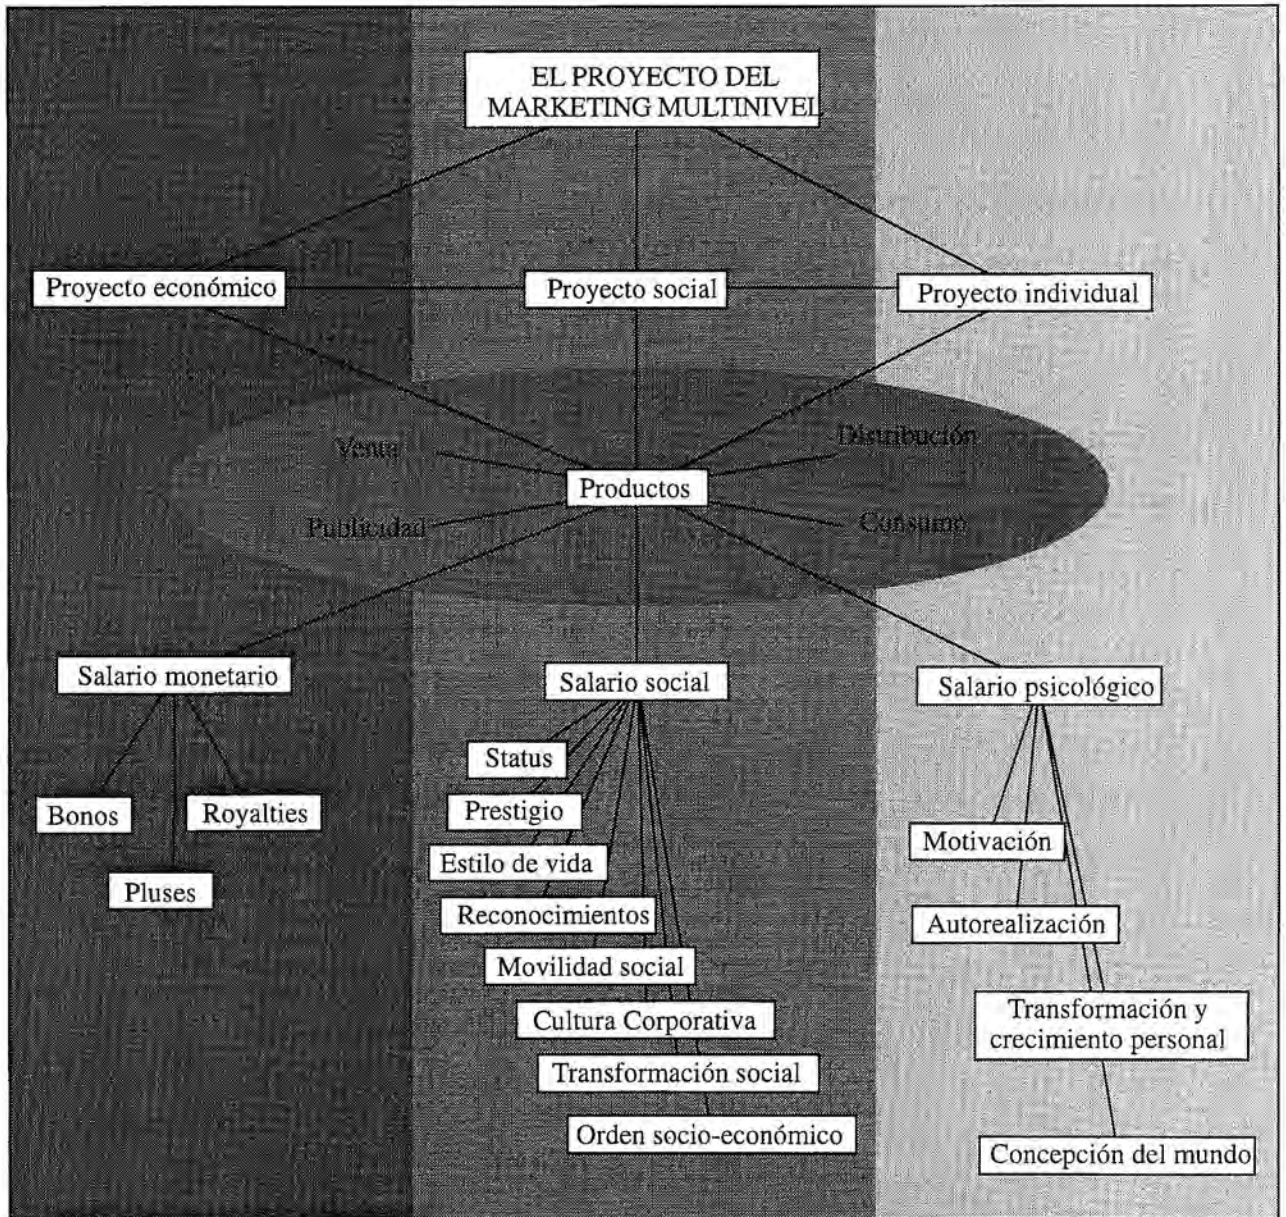 EL PROYECTO DEL
MARKETING MULTINIVEL
Proyecto económico
Proyecto social
Proyecto individual
Venta
Distribución
Productos
Publicidad
Consumo
Salario monetario
Salario social
Salario psicológico
Status
Bonos
Royalties
Prestigio
Motivación
Estilo de vida
Pluses
Reconocimientos
Autorealización
Movilidad social
Cultura Corporativa
Transformación y
crecimiento personal
Transformación social
Orden socio-económico
Concepción del mundo